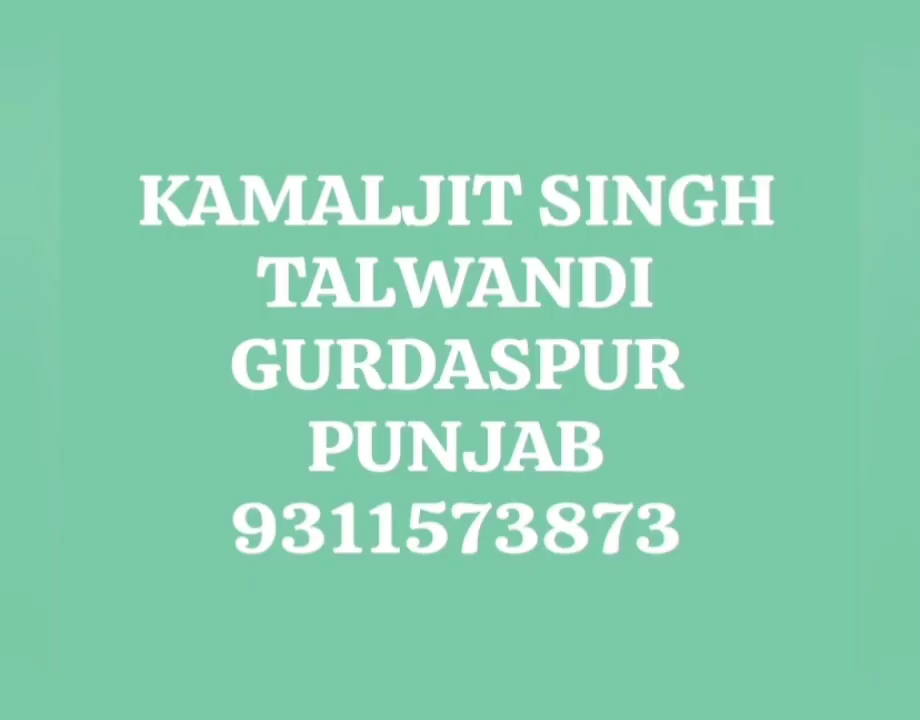 KAMALJIT SINGH
TALWANDI
GURDASPUR
PUNJAB
9311573873